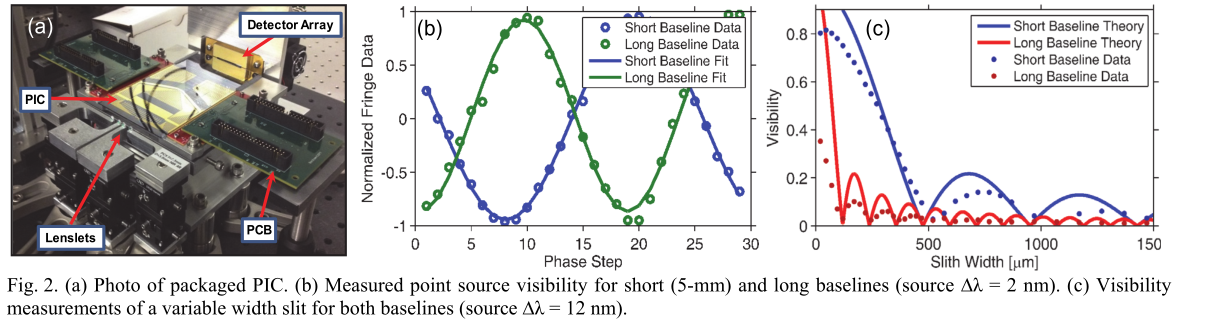 (a)
Detector Array
PIC
Lenslets
PCB
(b)
Normalized Fringe Data
1
0.5
0
-0.5
-1
0 5 10 15 20 25 30
Phase Step
Short Baseline Data
Long Baseline Data
Short Baseline Fit
Long Baseline Fit
(c)
Visibility
0.8
0.6
0.4
0.2
0
0 500 1000 150
Slith Width [μm]
Short Baseline Theory
Long Baseline Theory
Short Baseline Data
Long Baseline Data
Fig. 2. (a) Photo of packaged PIC. (b) Measured point source visibility for short (5-mm) and long baselines (source Δλ = 2 nm). (c) Visibility
measurements of a variable width slit for both baselines (source Δλ = 12 nm).